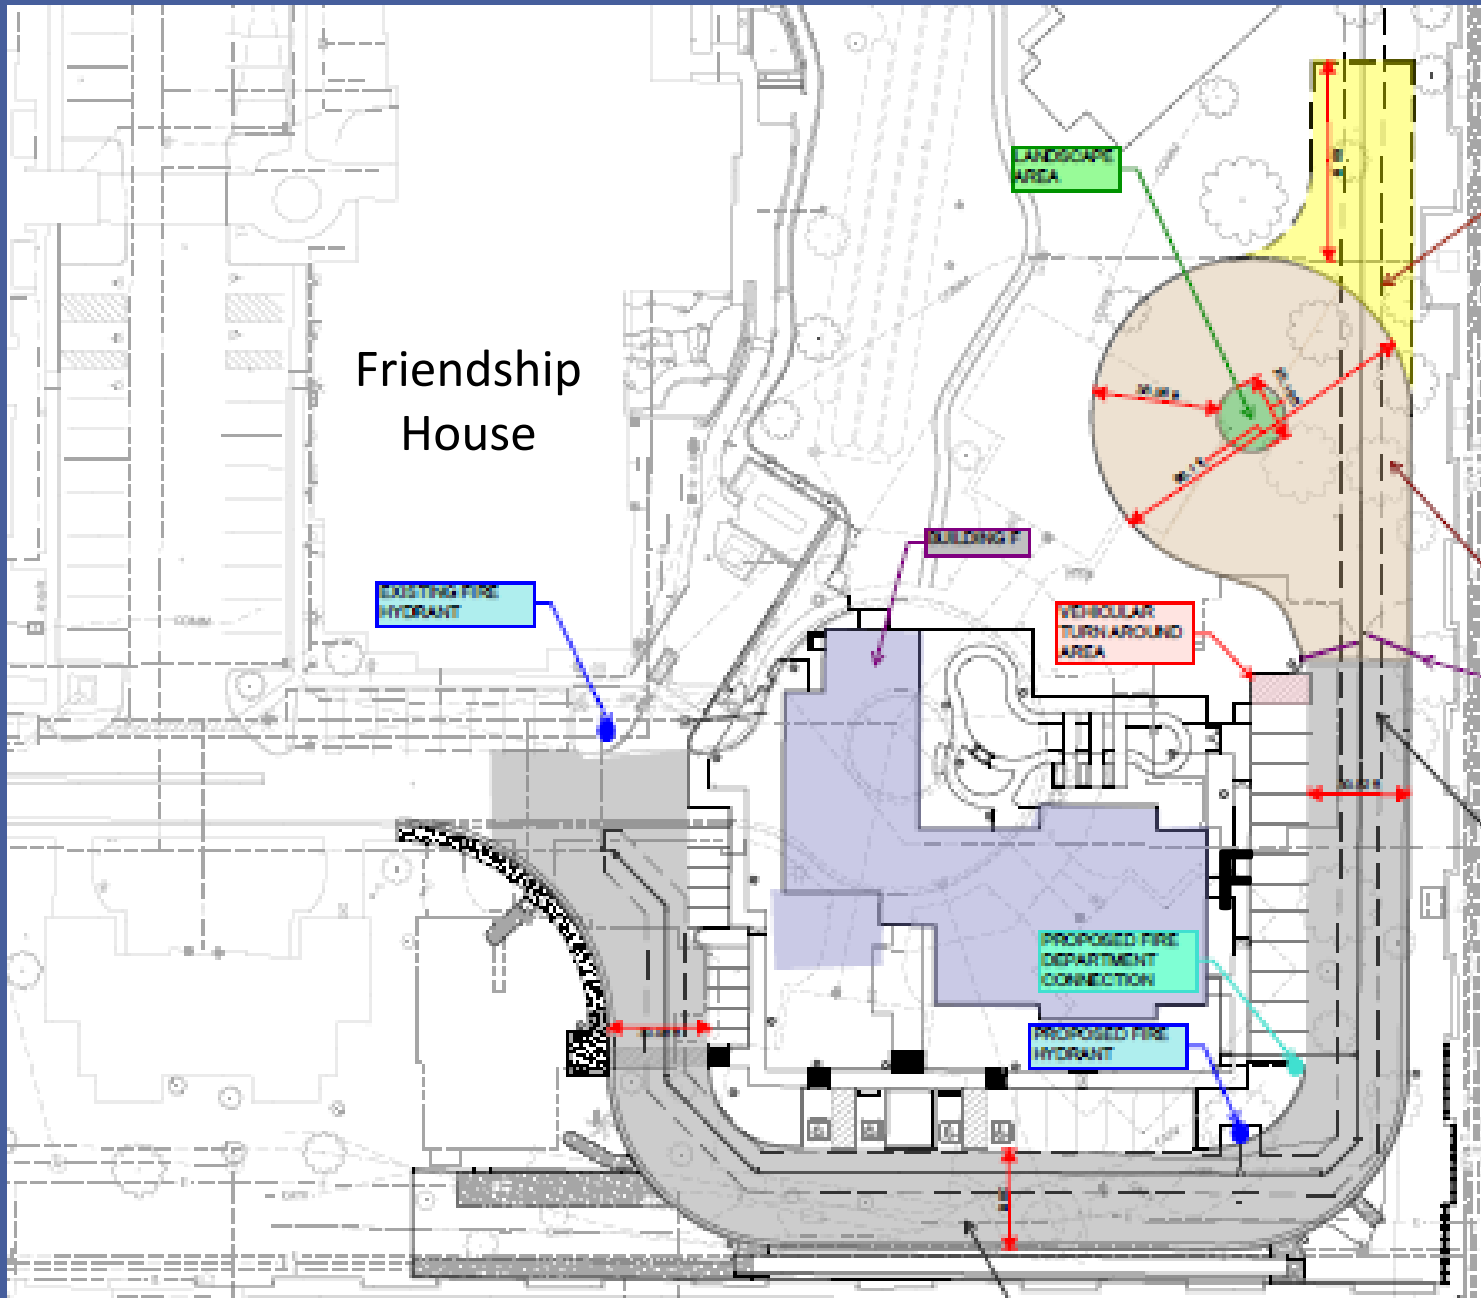 LANDSCAPE
AREA
Friendship
House
BUILDING F
EXISTING FIRE
HYDRANT
VEHICULAR
TURN AROUND
AREA
PROPOSED FIRE
DEPARTMENT
CONNECTION
PROPOSED FIRE
HYDRANT